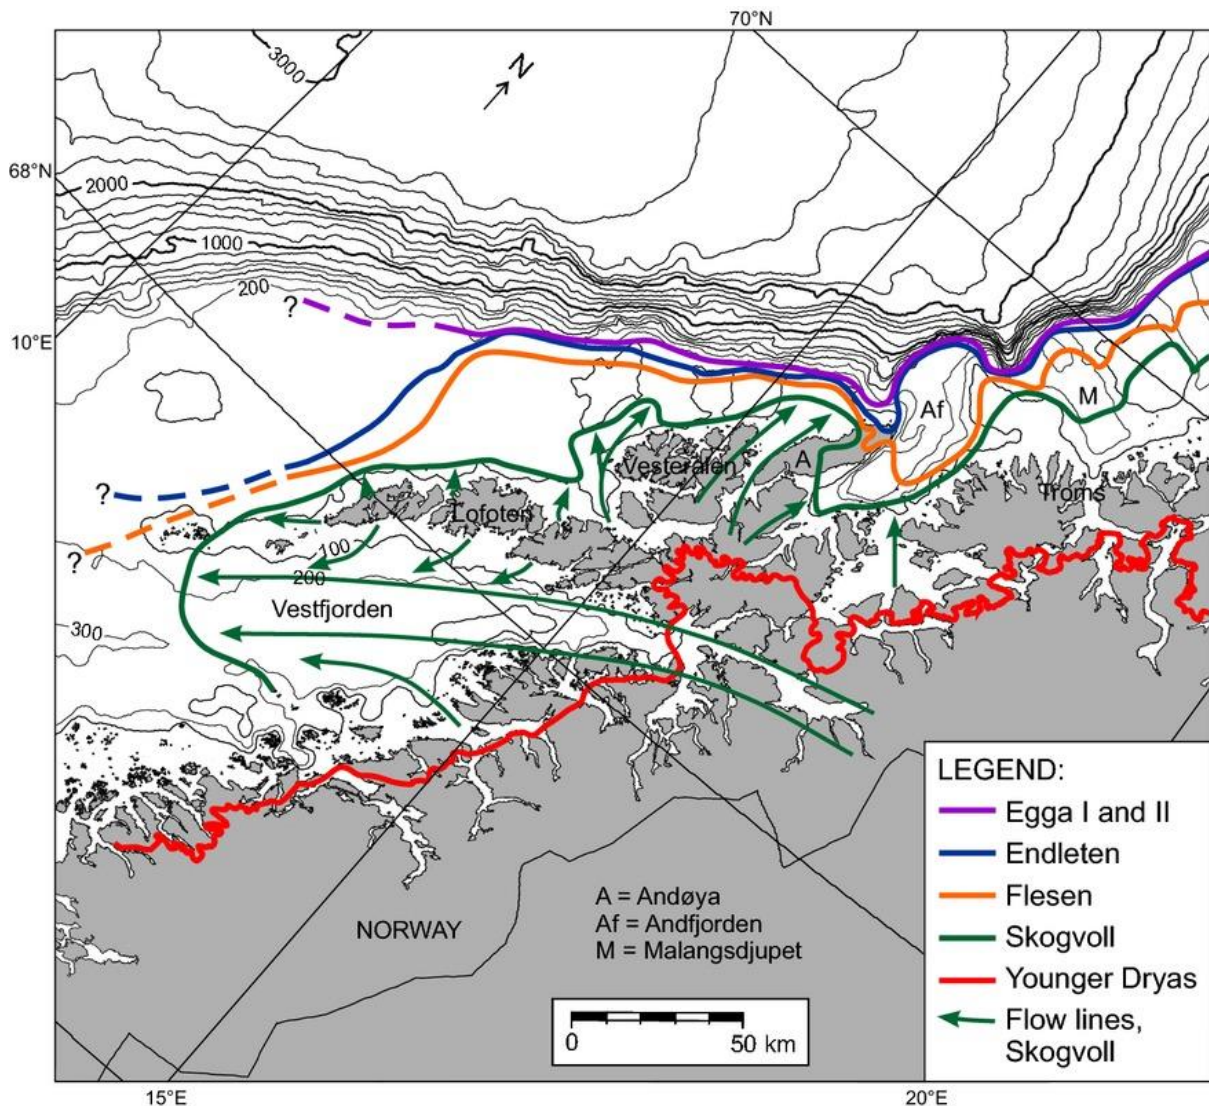 70°N
3000
N
68°N
2000
1000
200
?
10°E
Af
M
A
Vesterålen
?
Lofoten
Troms
?
100
200
Vestfjorden
300
LEGEND:
Egga I and II
Endleten
Flesen
Skogvoll
Younger Dryas
Flow lines,
Skogvoll
A = Andøya
Af = Andfjorden
M = Malangsdjupet
NORWAY
0 50 km
15°E
20°E